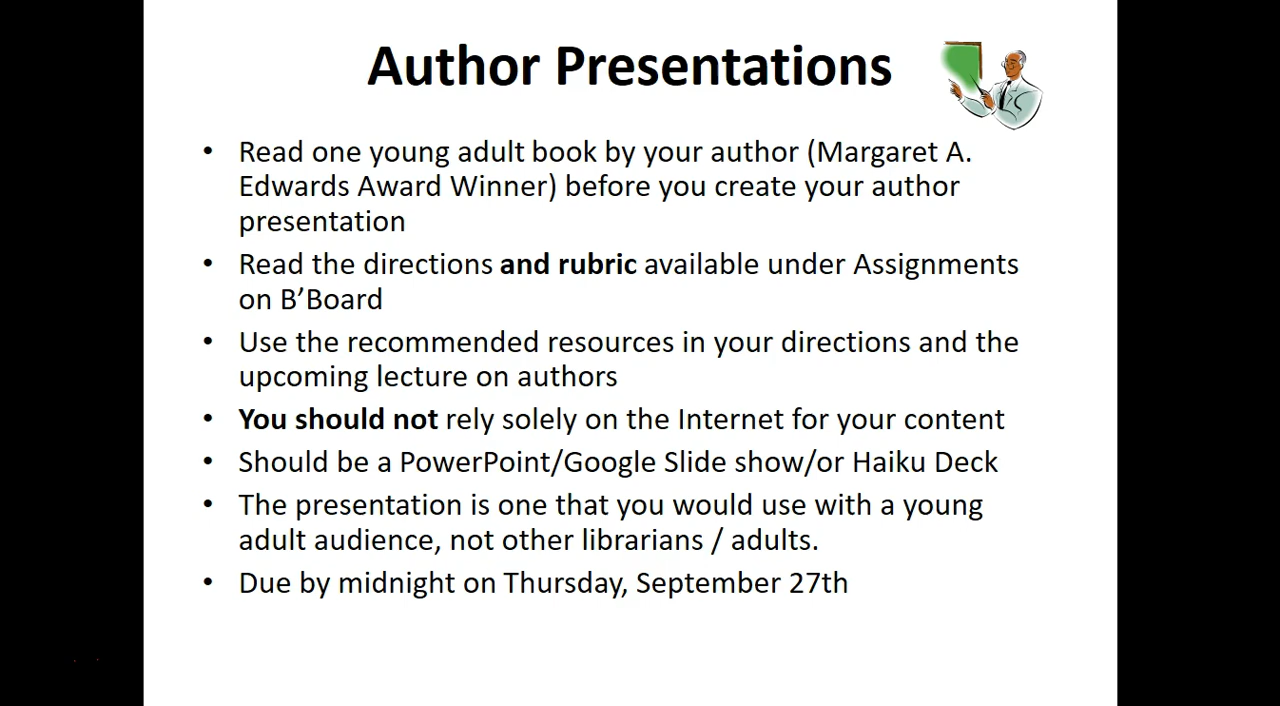 Author Presentations
• Read one young adult book by your author (Margaret A.
Edwards Award Winner) before you create your author
presentation
• Read the directions and rubric available under Assignments
on B’Board
• Use the recommended resources in your directions and the
upcoming lecture on authors
• You should not rely solely on the Internet for your content
• Should be a PowerPoint/Google Slide show/or Haiku Deck
• The presentation is one that you would use with a young
adult audience, not other librarians / adults.
• Due by midnight on Thursday, September 27th